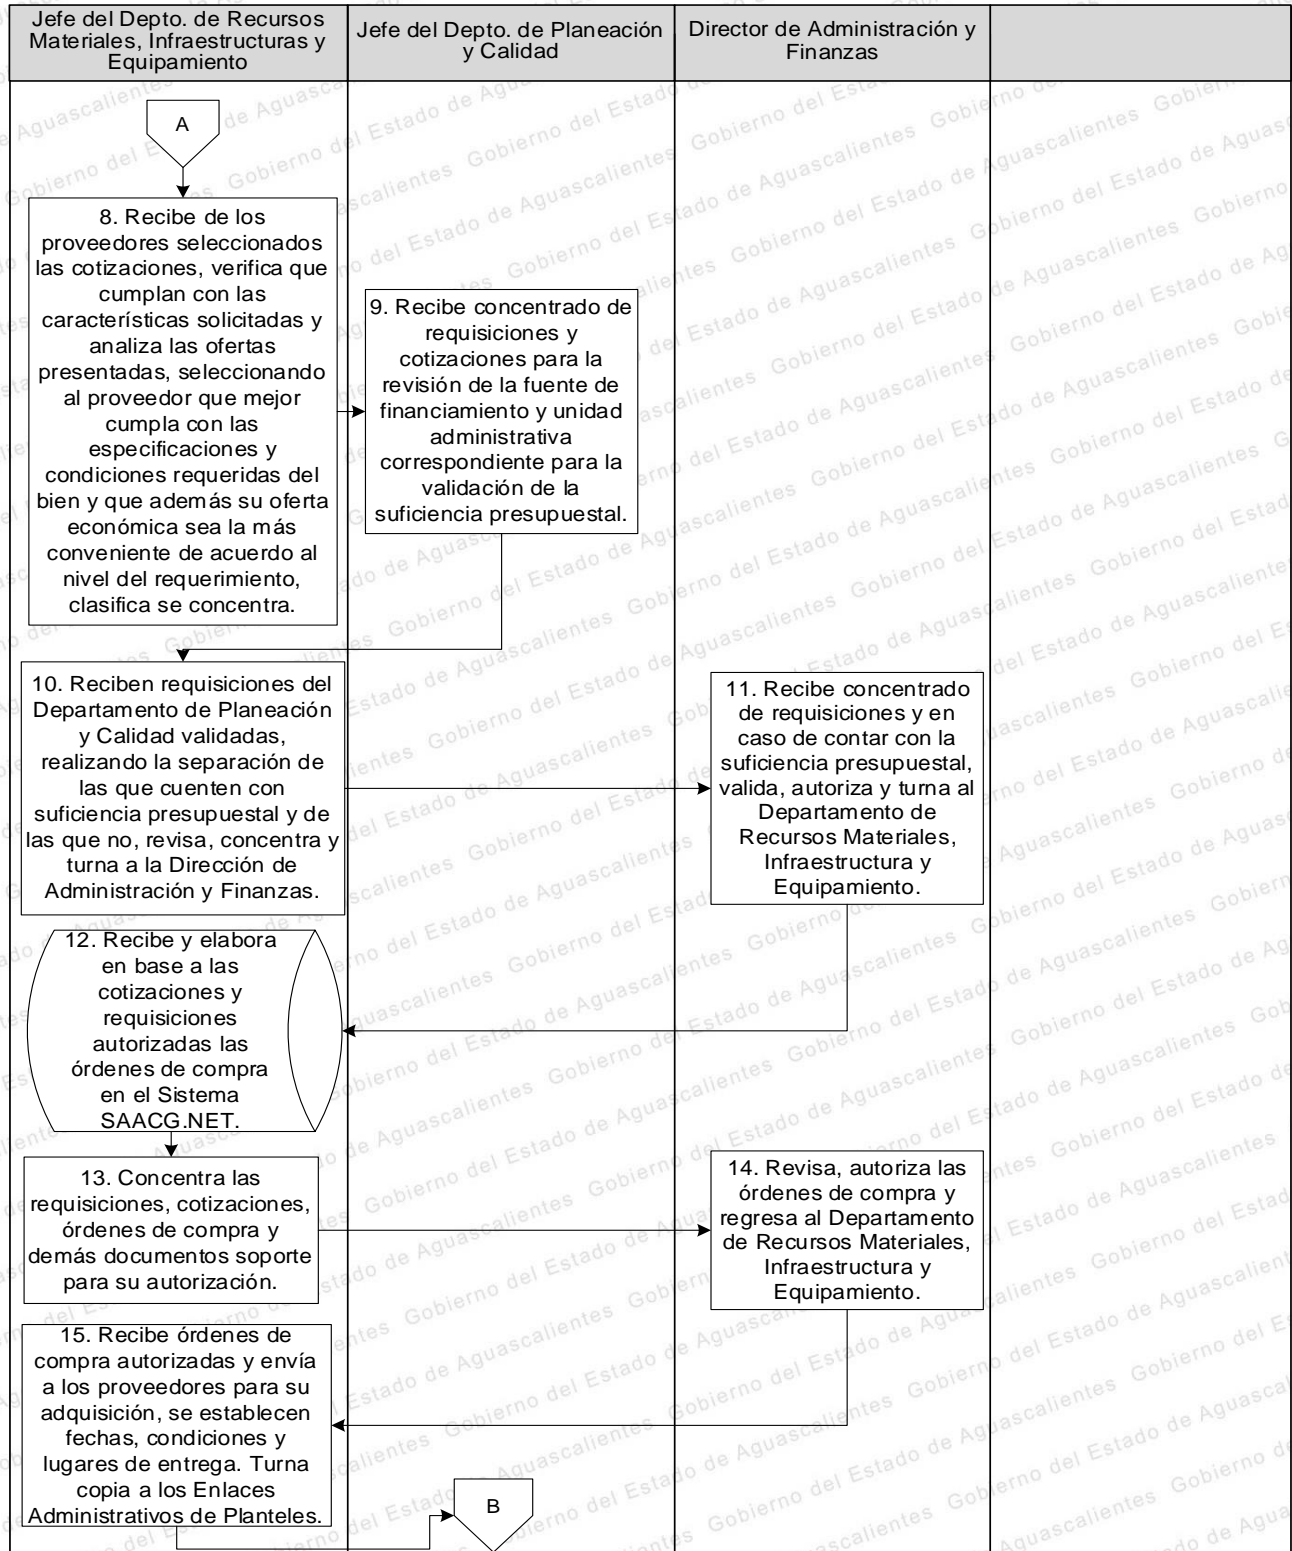 Jefe del Depto. de Recursos
Materiales, Infraestructuras y
Equipamiento
Jefe del Depto. de Planeación
y Calidad
Director de Administración y
Finanzas
A
8. Recibe de los
proveedores seleccionados
las cotizaciones, verifica que
cumplan con las
características solicitadas y
analiza las ofertas
presentadas, seleccionando
al proveedor que mejor
cumpla con las
especificaciones y
condiciones requeridas del
bien y que además su oferta
económica sea la más
conveniente de acuerdo al
nivel del requerimiento,
clasifica se concentra.
9. Recibe concentrado de
requisiciones y
cotizaciones para la
revisión de la fuente de
financiamiento y unidad
administrativa
correspondiente para la
validación de la
suficiencia presupuestal.
10. Reciben requisiciones del
Departamento de Planeación
y Calidad validadas,
realizando la separación de
las que cuenten con
suficiencia presupuestal y de
las que no, revisa, concentra y
turna a la Dirección de
Administración y Finanzas.
11. Recibe concentrado
de requisiciones y en
caso de contar con la
suficiencia presupuestal,
valida, autoriza y turna al
Departamento de
Recursos Materiales,
Infraestructura y
Equipamiento.
12. Recibe y elabora
en base a las
cotizaciones y
requisiciones
autorizadas las
órdenes de compra
en el Sistema
SAACG.NET.
13. Concentra las
requisiciones, cotizaciones,
órdenes de compra y
demás documentos soporte
para su autorización.
14. Revisa, autoriza las
órdenes de compra y
regresa al Departamento
de Recursos Materiales,
Infraestructura y
Equipamiento.
15. Recibe órdenes de
compra autorizadas y envía
a los proveedores para su
adquisición, se establecen
fechas, condiciones y
lugares de entrega. Turna
copia a los Enlaces
Administrativos de Planteles.
B
Gobierno del Estado de Aguascalientes